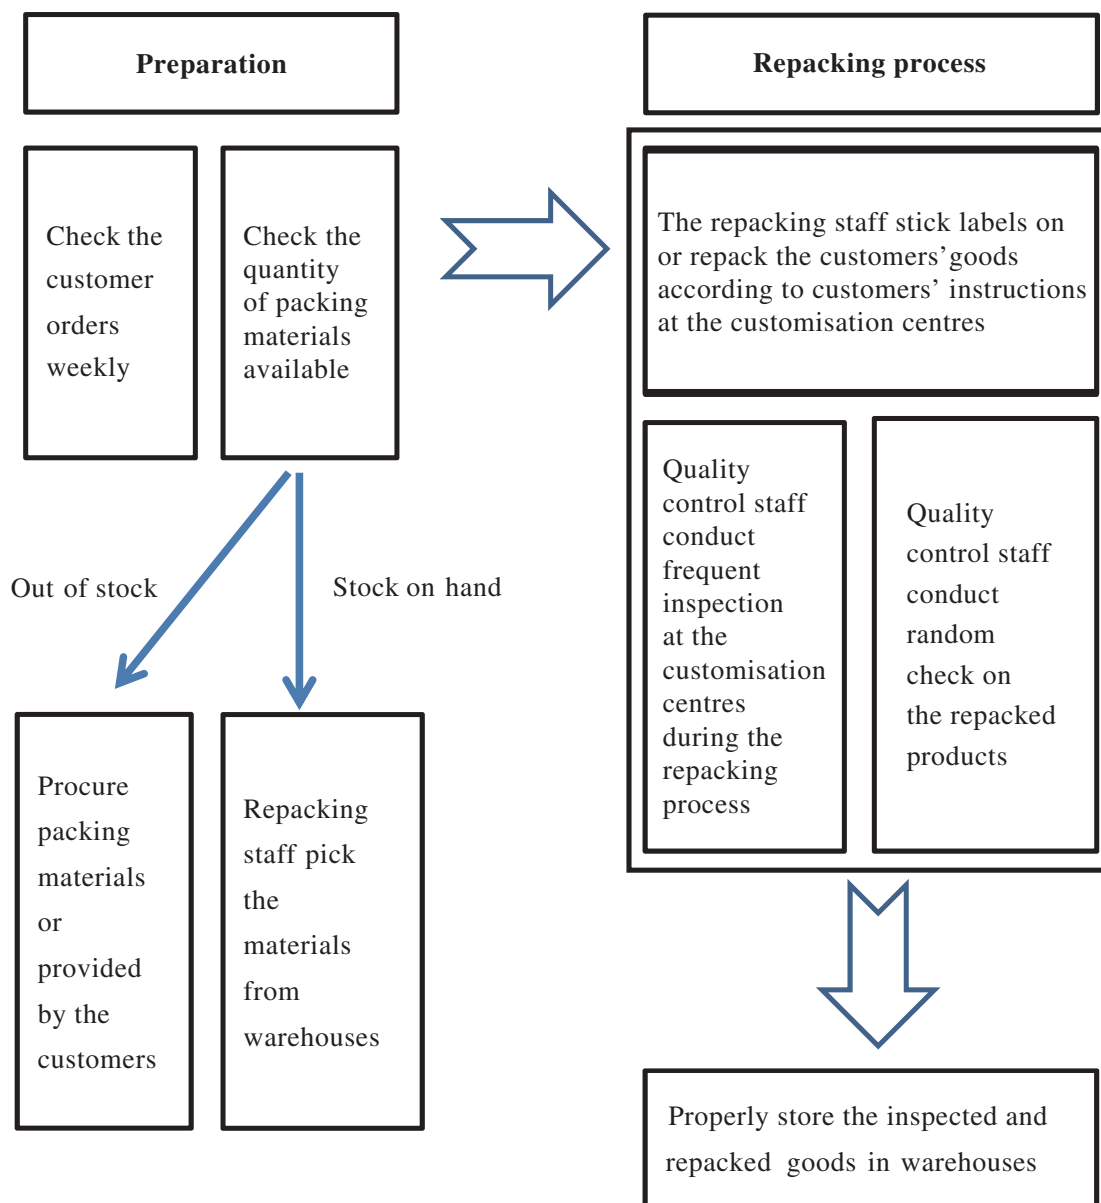 Preparation
Check the
customer
orders
weekly
Check the
quantity
of packing
materials
available
Out of stock
Stock on hand
Procure
packing
materials
or
provided
by the
customers
Repacking
staff pick
the
materials
from
warehouses
Repacking process
The repacking staff stick labels on
or repack the customers’goods
according to customers’ instructions
at the customisation centres
Quality
control staff
conduct
frequent
inspection
at the
customisation
centres
during the
repacking
process
Quality
control staff
conduct
random
check on
the repacked
products
Properly store the inspected and
repacked goods in warehouses